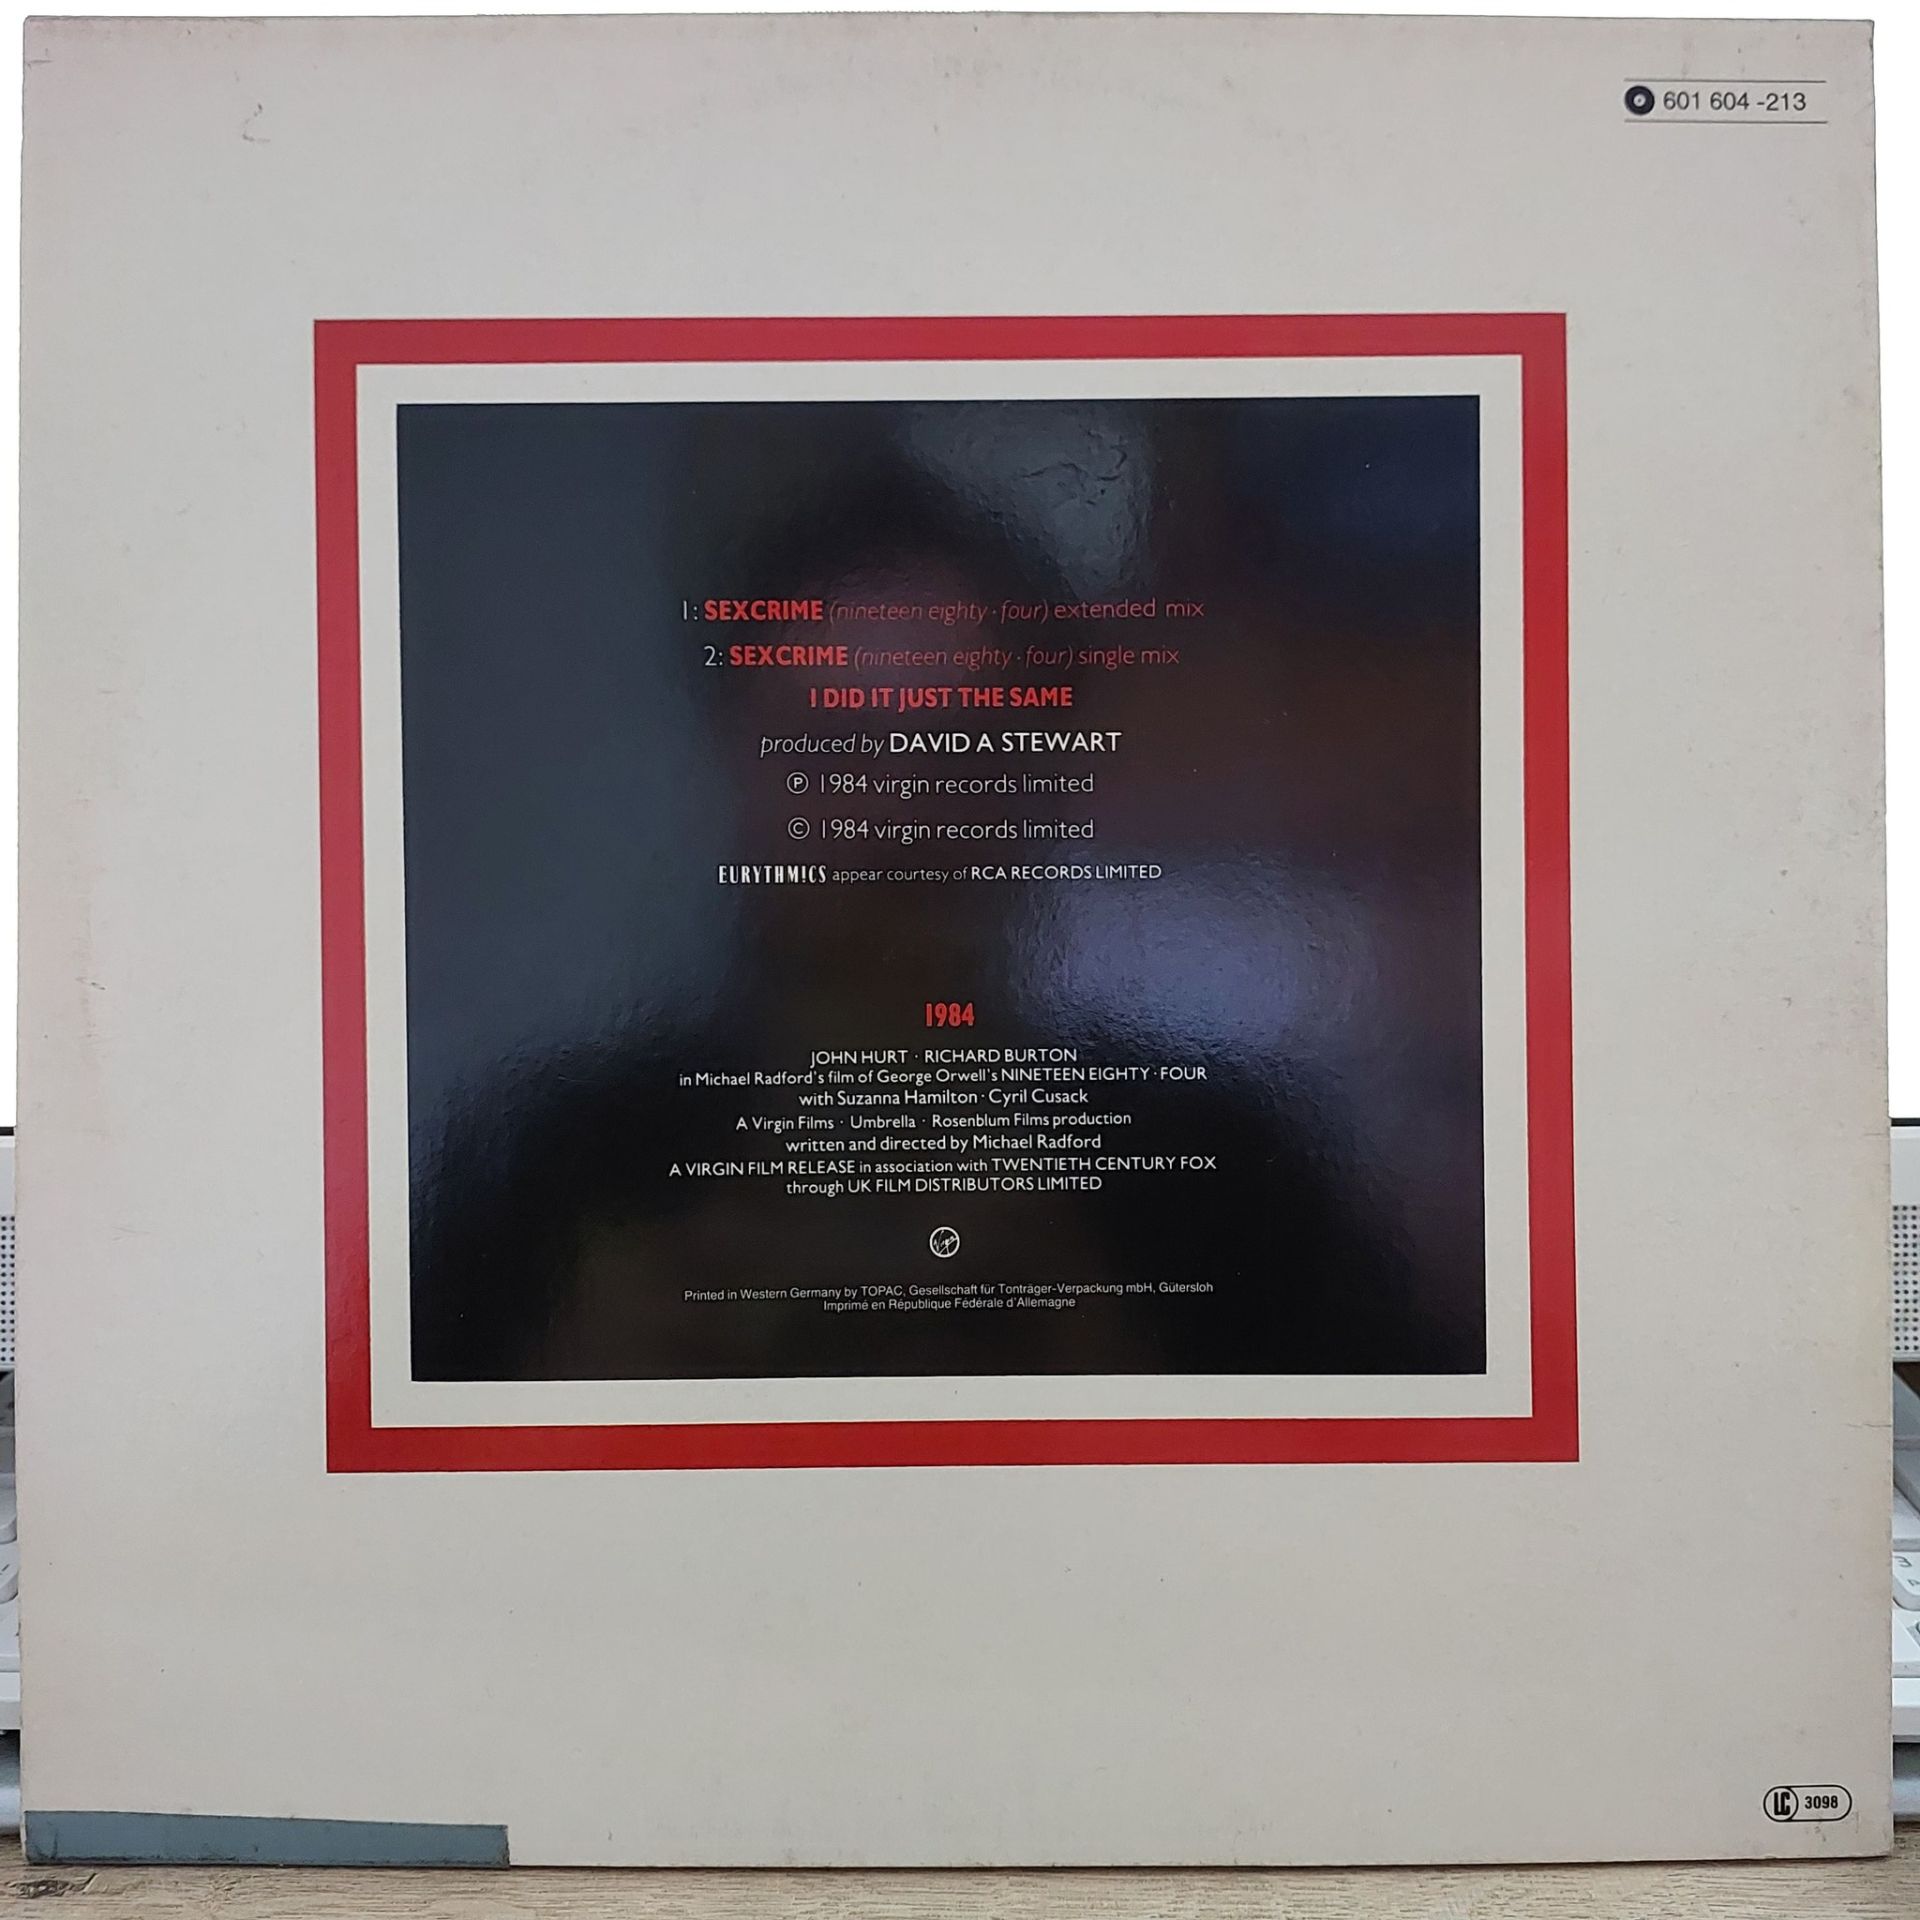 601 604 -213
1: SEXCRIME (nineteen eighty · four) extended mix
2: SEXCRIME (nineteen eighty · four) single mix
I DID IT JUST THE SAME
produced by DAVID A STEWART
Ⓟ 1984 virgin records limited
© 1984 virgin records limited
EURYTHM!CS appear courtesy of RCA RECORDS LIMITED
1984
JOHN HURT · RICHARD BURTON
in Michael Radford's film of George Orwell's NINETEEN EIGHTY · FOUR
with Suzanna Hamilton · Cyril Cusack
A Virgin Films · Umbrella · Rosenblum Films production
written and directed by Michael Radford
A VIRGIN FILM RELEASE in association with TWENTIETH CENTURY FOX
through UK FILM DISTRIBUTORS LIMITED
Virgin
Printed in Western Germany by TOPAC, Gesellschaft für Tonträger-Verpackung mbH, Gütersloh
Imprimé en République Fédérale d'Allemagne
LC 3098